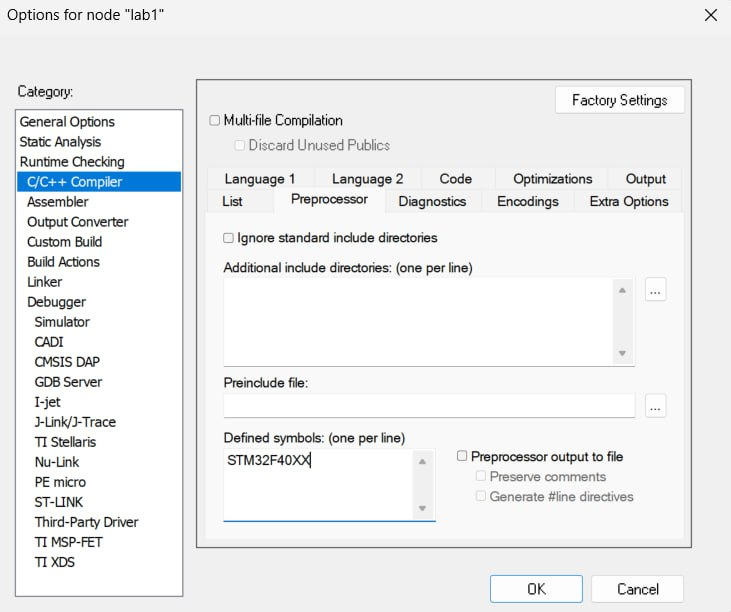 Options for node "lab1"
Category:
General Options
Static Analysis
Runtime Checking
C/C++ Compiler
Assembler
Output Converter
Custom Build
Build Actions
Linker
Debugger
Simulator
CADI
CMSIS DAP
GDB Server
I-jet
J-Link/J-Trace
TI Stellaris
Nu-Link
PE micro
ST-LINK
Third-Party Driver
TI MSP-FET
TI XDS
Factory Settings
Multi-file Compilation
Discard Unused Publics
Language 1 Language 2 Code Optimizations Output
List Preprocessor Diagnostics Encodings Extra Options
Ignore standard include directories
Additional include directories: (one per line)
...
Preinclude file:
...
Defined symbols: (one per line)
STM32F40XX
Preprocessor output to file
Preserve comments
Generate #line directives
OK Cancel